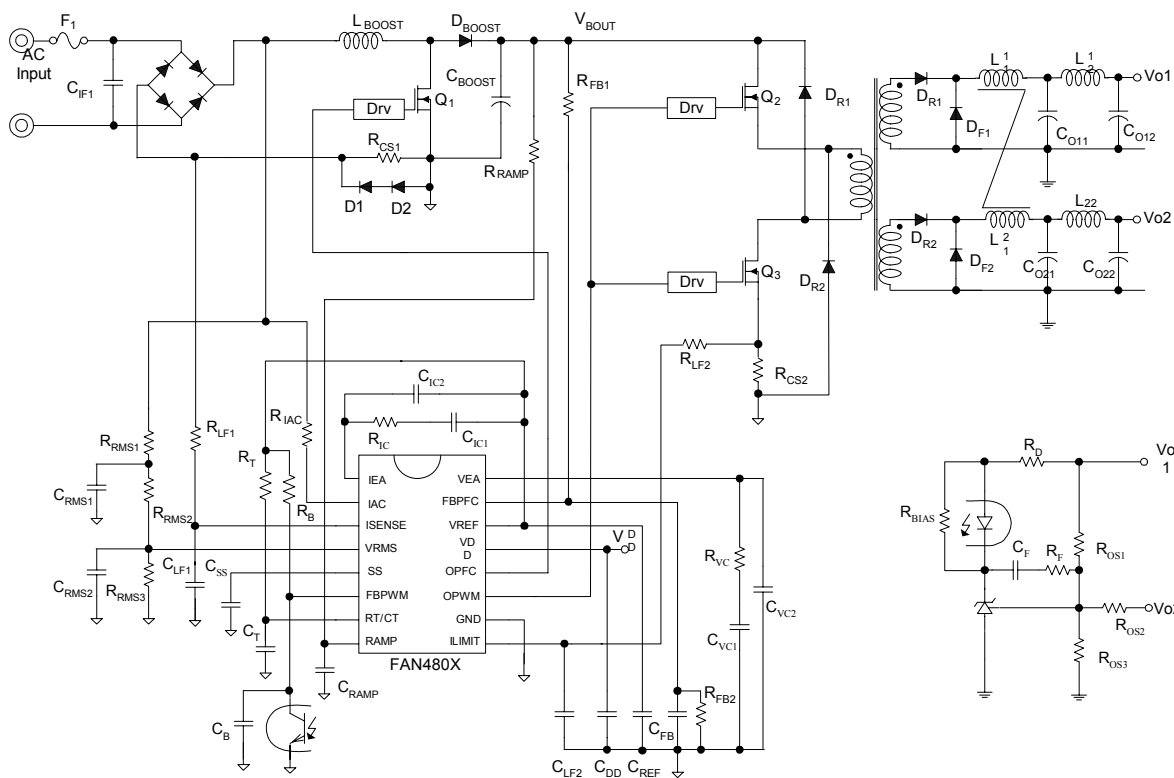 F1
AC
Input
CIF1
LBOOST
DBOOST
VBOUT
CBOOST
Q1
Drv
RCS1
D1
D2
RRAMP
RFB1
Drv
Q2
DR1
Drv
Q3
DR2
RLF2
RCS2
DR1
DF1
L11
L12
CO11
CO12
Vo1
DR2
DF2
L21
L22
CO21
CO22
Vo2
CIC2
RIC
CIC1
RIAC
RRMS1
RLF1
RT
RB
CRMS1
RRMS2
CRMS2
RRMS3
CLF1
CSS
CT
CB
CRAMP
IEA
IAC
ISENSE
VRMS
SS
FBPWM
RT/CT
RAMP
VEA
FBPFC
VREF
VDD
OPFC
OPWM
GND
ILIMIT
FAN480X
VDD
RVC
CVC1
CVC2
RFB2
CFB
CLF2
CDD
CREF
RD
Vo1
RBIAS
CF
RF
ROS1
ROS2
Vo2
ROS3